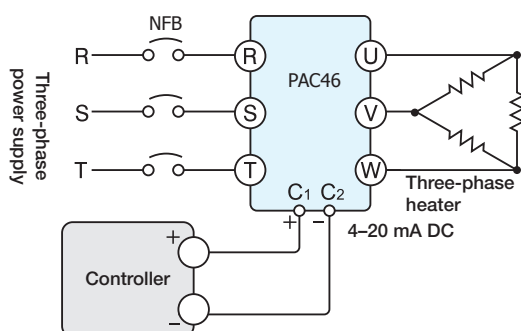 NFB
Three-phase
power supply
R
S
T
R
S
T
PAC46
U
V
W
C1 C2
+ −
Three-phase
heater
4–20 mA DC
Controller
+
−